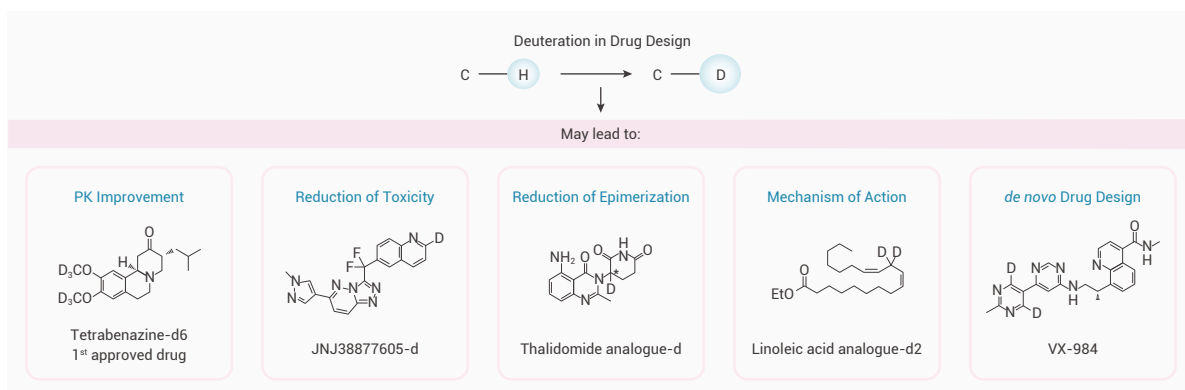 Deuteration in Drug Design
C H C D
May lead to:
PK Improvement
Reduction of Toxicity
Reduction of Epimerization
Mechanism of Action
de novo Drug Design
O
H
N
D₃CO
D₃CO
N
D
F
F
N
N
N
N
N
N
N
NH₂
O
N
N
O
H
N
O
*
D
D
D
O
EtO
O
N
H
N
D
N
N
N
N
N
H
D
Tetrabenazine-d6
1st approved drug
JNJ38877605-d
Thalidomide analogue-d
Linoleic acid analogue-d2
VX-984